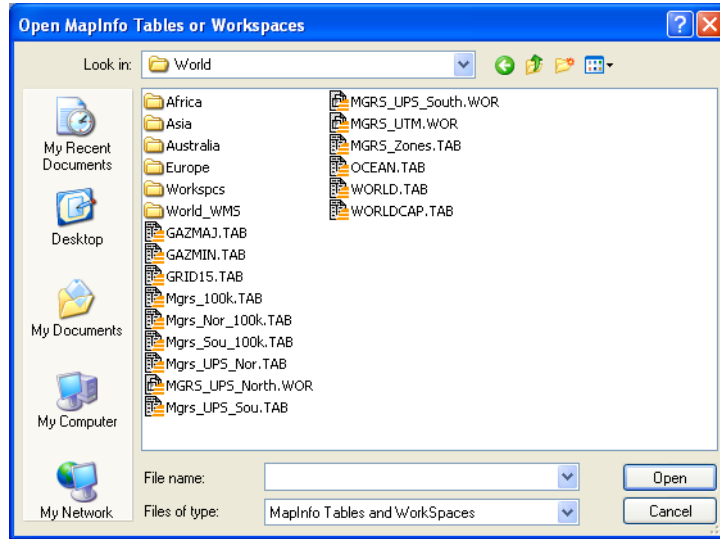 Open MapInfo Tables or Workspaces
Look in: World
My Recent
Documents
Desktop
My Documents
My Computer
My Network
Africa
Asia
Australia
Europe
Workspcs
World_WMS
GAZMAJ.TAB
GAZMIN.TAB
GRID15.TAB
Mgrs_100k.TAB
Mgrs_Nor_100k.TAB
Mgrs_Sou_100k.TAB
Mgrs_UPS_Nor.TAB
MGRS_UPS_North.WOR
Mgrs_UPS_Sou.TAB
MGRS_UPS_South.WOR
MGRS_UTM.WOR
MGRS_Zones.TAB
OCEAN.TAB
WORLD.TAB
WORLDCAP.TAB
File name:
Open
Files of type: MapInfo Tables and WorkSpaces
Cancel